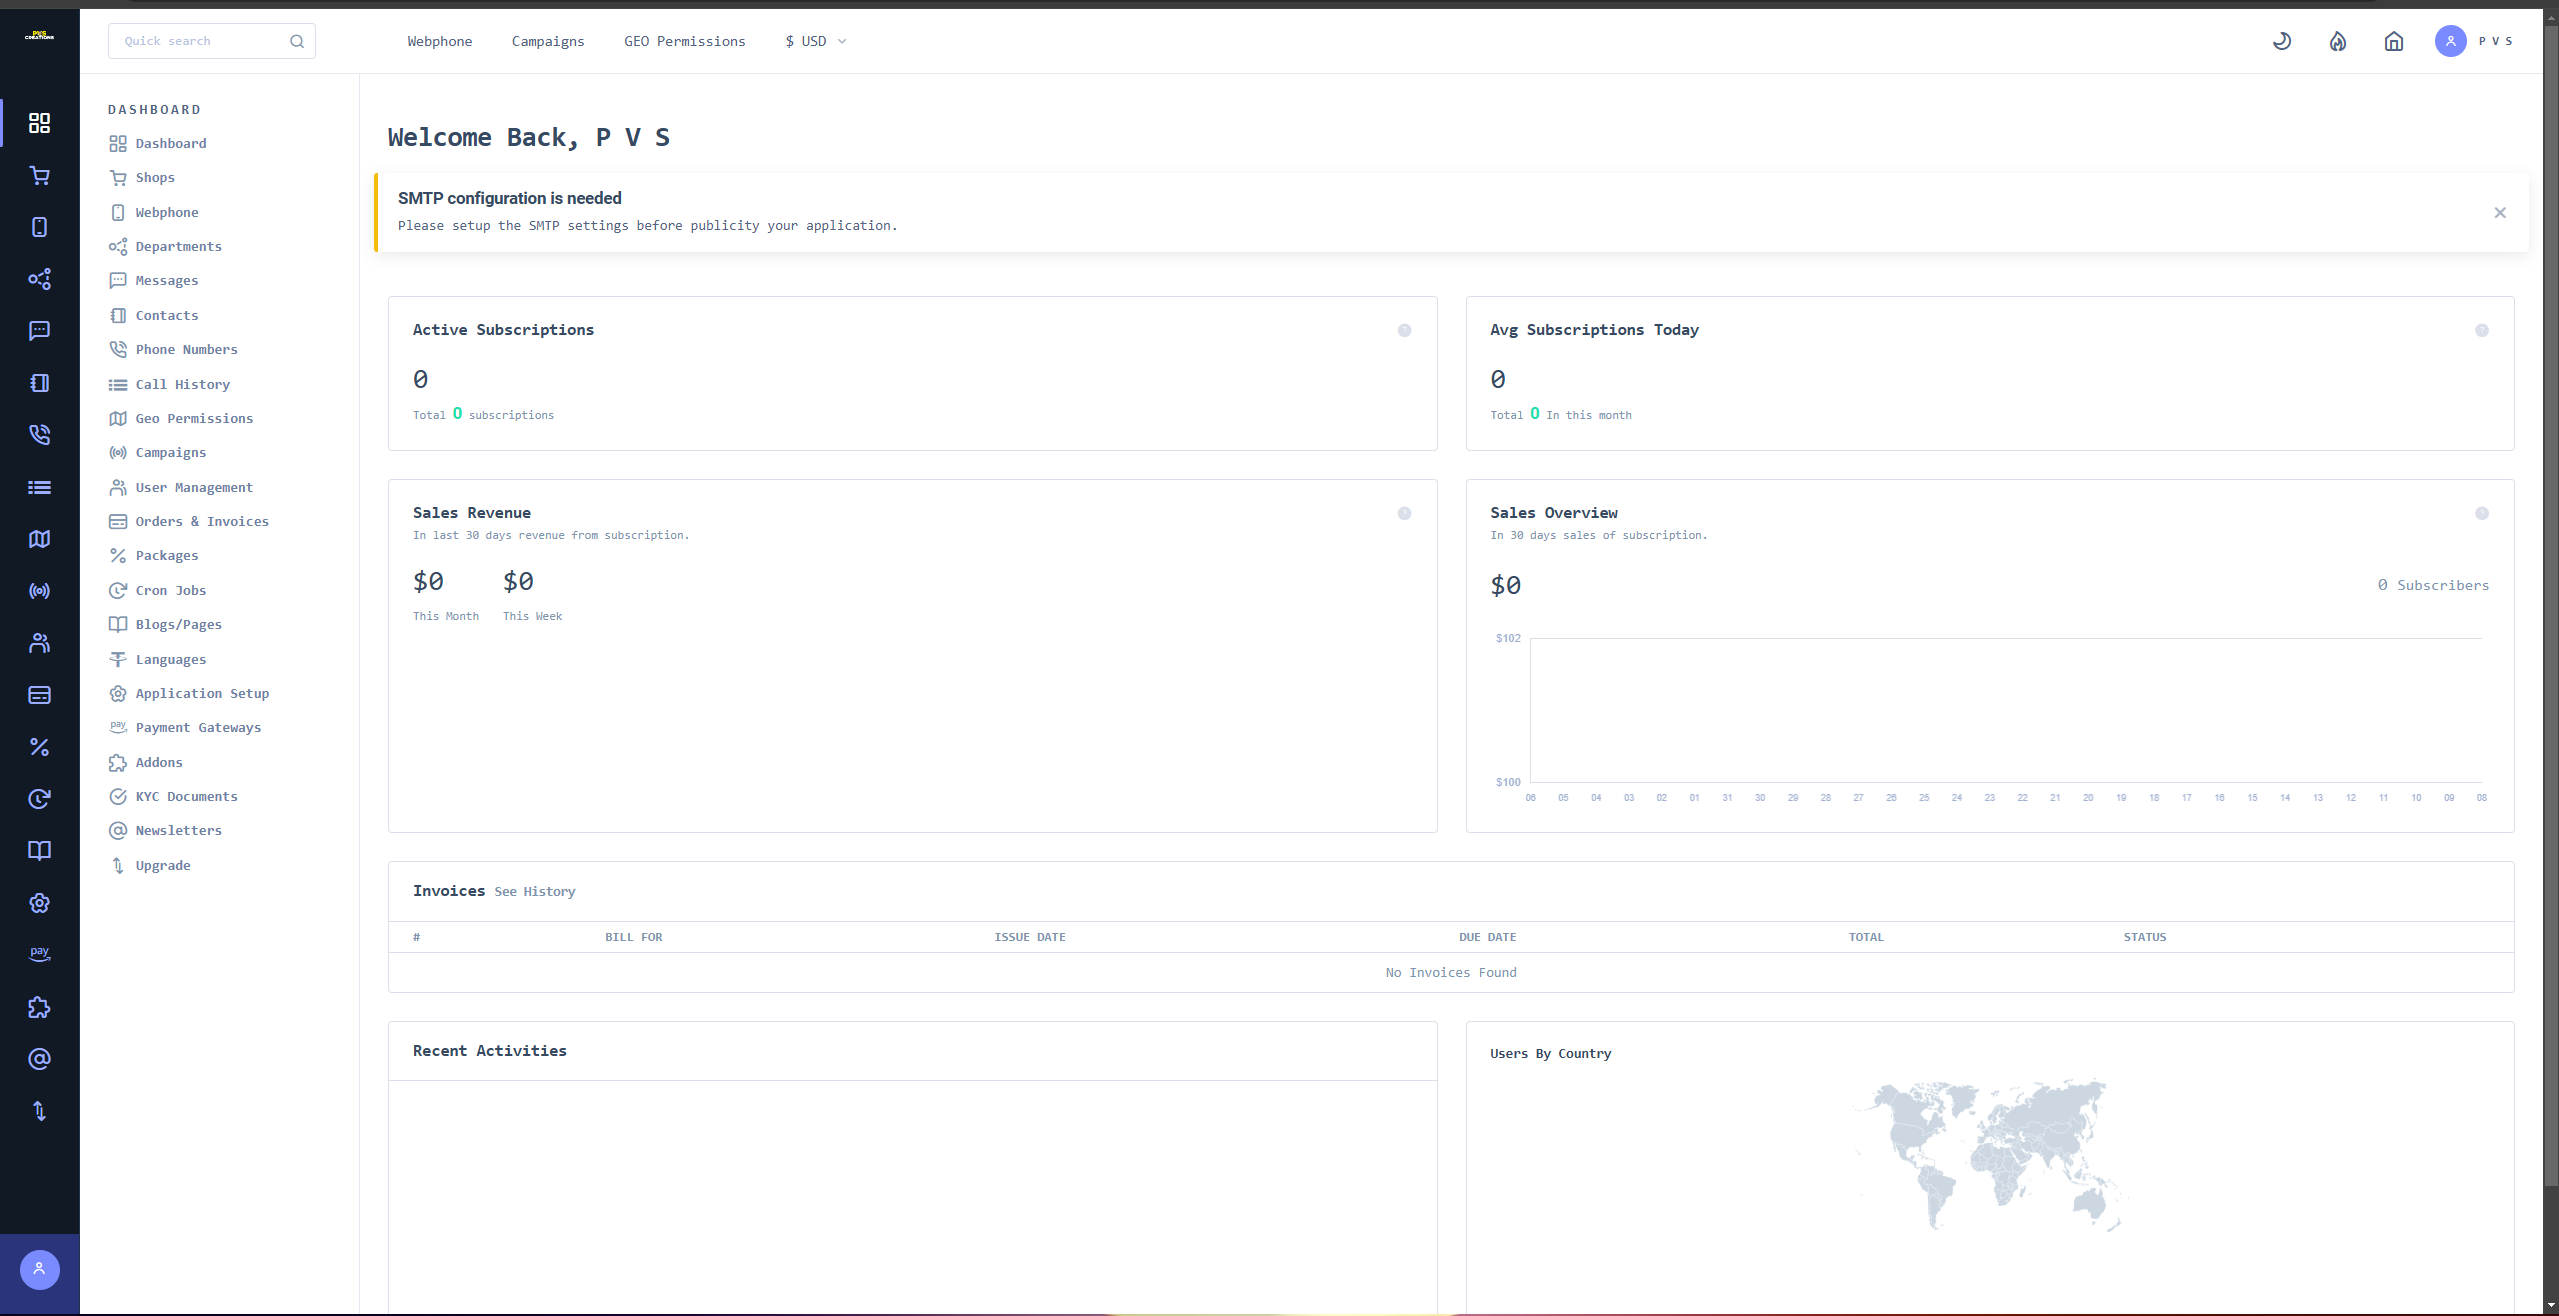 PVS
CREATIONS
Quick search
Webphone
Campaigns
GEO Permissions
$ USD
P V S
DASHBOARD
Dashboard
Shops
Webphone
Departments
Messages
Contacts
Phone Numbers
Call History
Geo Permissions
Campaigns
User Management
Orders & Invoices
Packages
Cron Jobs
Blogs/Pages
Languages
Application Setup
pay
Payment Gateways
Addons
KYC Documents
Newsletters
Upgrade
pay
Welcome Back, P V S
SMTP configuration is needed
Please setup the SMTP settings before publicity your application.
Active Subscriptions
0
Total 0 subscriptions
Avg Subscriptions Today
0
Total 0 In this month
Sales Revenue
In last 30 days revenue from subscription.
$0 $0
This Month This Week
Sales Overview
In 30 days sales of subscription.
$0
0 Subscribers
$102
$100
06 05 04 03 02 01 31 30 29 28 27 26 25 24 23 22 21 20 19 18 17 16 15 14 13 12 11 10 09 08
Invoices See History
# BILL FOR ISSUE DATE DUE DATE TOTAL STATUS
No Invoices Found
Recent Activities
Users By Country